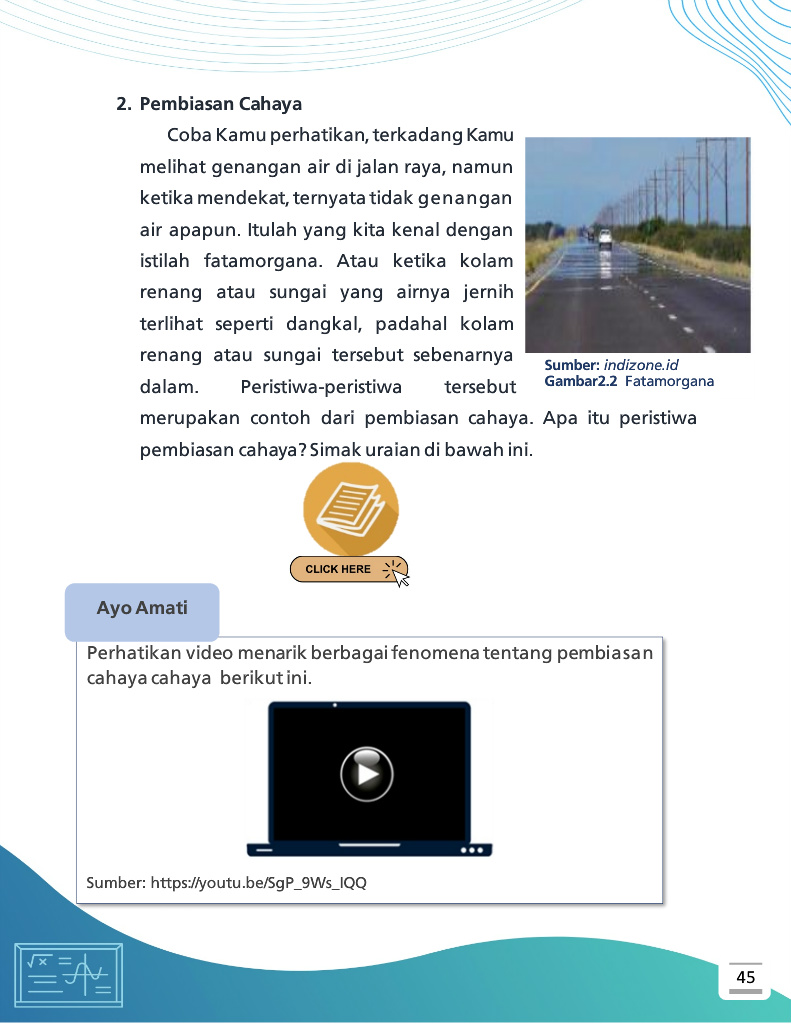 2. Pembiasan Cahaya
Coba Kamu perhatikan, terkadang Kamu
melihat genangan air di jalan raya, namun
ketika mendekat, ternyata tidak genangan
air apapun. Itulah yang kita kenal dengan
istilah fatamorgana. Atau ketika kolam
renang atau sungai yang airnya jernih
terlihat seperti dangkal, padahal kolam
renang atau sungai tersebut sebenarnya
dalam. Peristiwa-peristiwa tersebut
merupakan contoh dari pembiasan cahaya. Apa itu peristiwa
pembiasan cahaya? Simak uraian di bawah ini.
Sumber: indizone.id
Gambar2.2 Fatamorgana
CLICK HERE
Ayo Amati
Perhatikan video menarik berbagai fenomena tentang pembiasan
cahaya cahaya berikut ini.
Sumber: https://youtu.be/SgP_9Ws_IQQ
√x
45